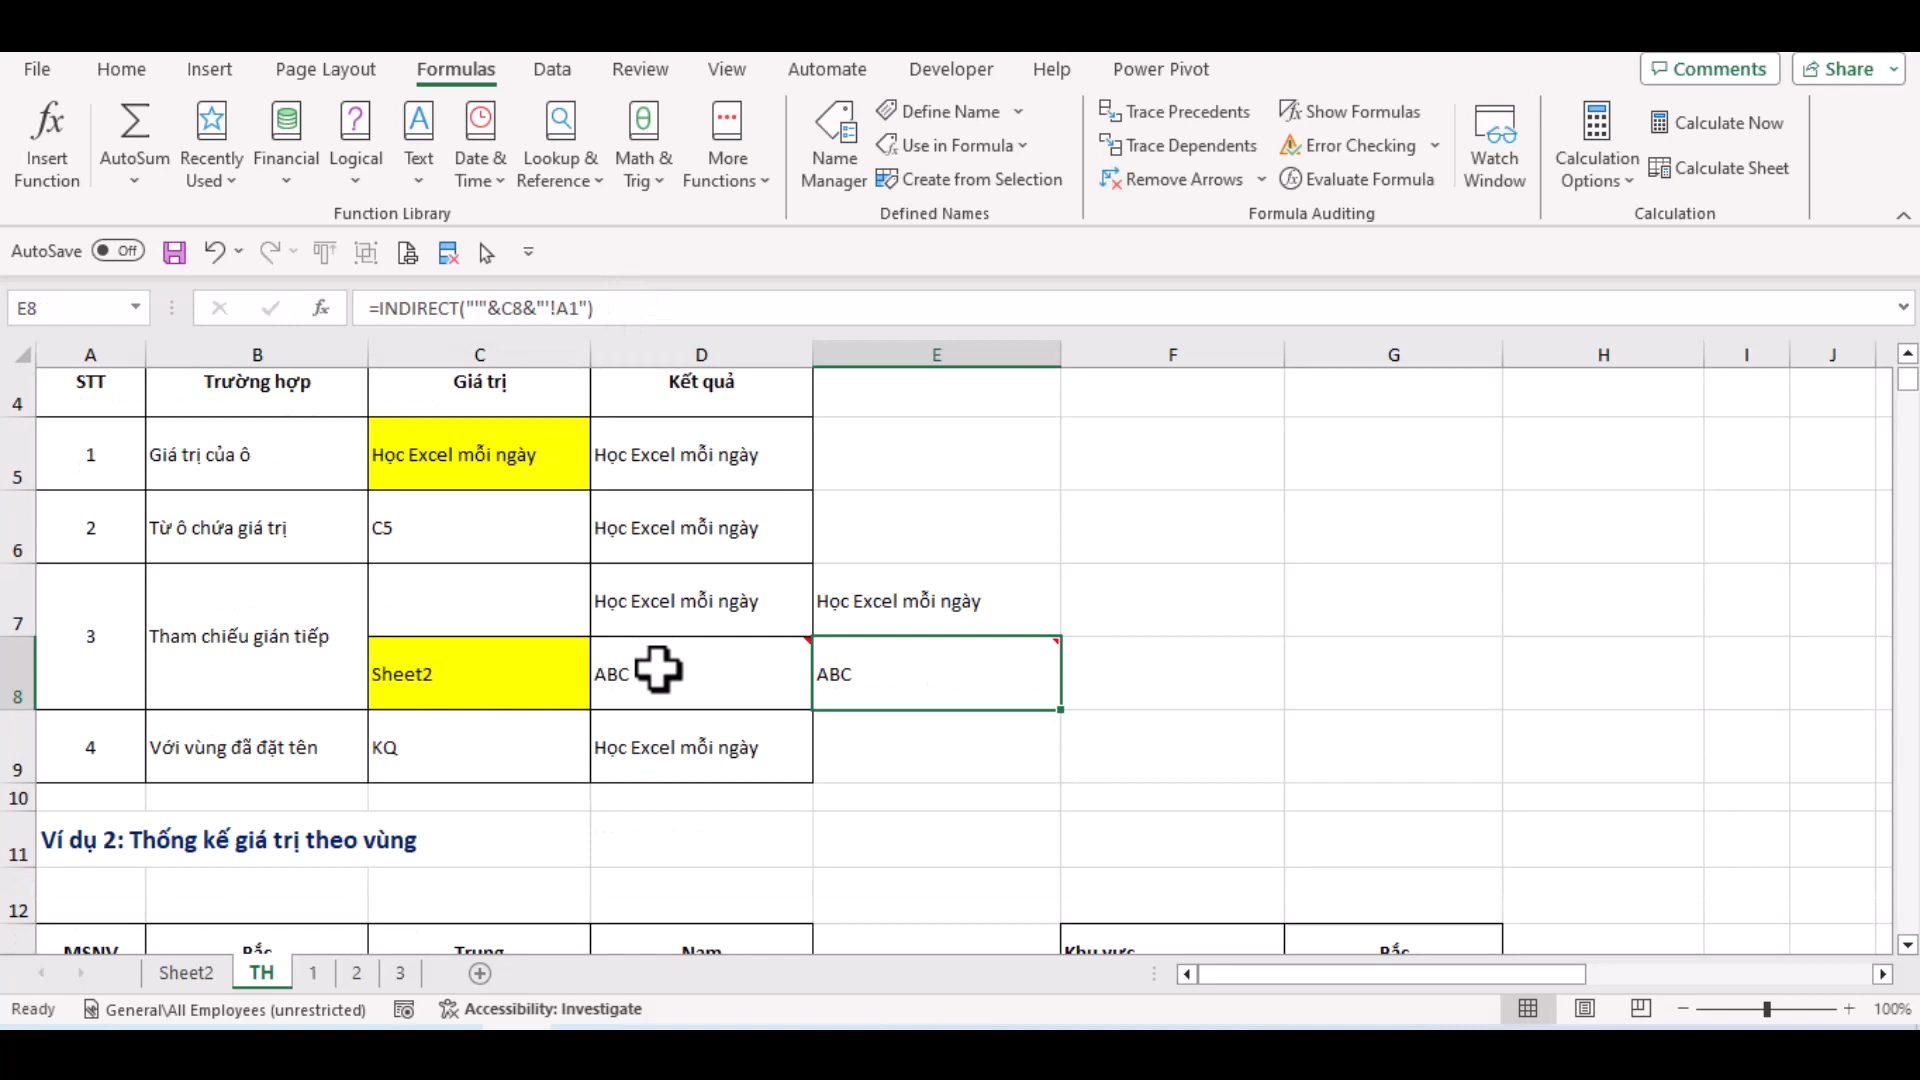 File Home Insert Page Layout Formulas Data Review View Automate Developer Help Power Pivot Comments Share
Insert Function
AutoSum
Recently Used
Financial
Logical
Text
Date & Time
Lookup & Reference
Math & Trig
More Functions
Function Library
Name Manager
Define Name
Use in Formula
Create from Selection
Defined Names
Trace Precedents
Trace Dependents
Remove Arrows
Show Formulas
Error Checking
Evaluate Formula
Formula Auditing
Watch Window
Calculation Options
Calculate Now
Calculate Sheet
Calculation
AutoSave Off
E8 fx =INDIRECT("'"&C8&"'!A1")
A B C D E F G H I J
4 STT Trường hợp Giá trị Kết quả
5 1 Giá trị của ô Học Excel mỗi ngày Học Excel mỗi ngày
6 2 Từ ô chứa giá trị C5 Học Excel mỗi ngày
7 Học Excel mỗi ngày Học Excel mỗi ngày
3 Tham chiếu gián tiếp
8 Sheet2 ABC ABC
9 4 Với vùng đã đặt tên KQ Học Excel mỗi ngày
10
11 Ví dụ 2: Thống kế giá trị theo vùng
12
MSNV Bắc Trung Nam Khu vực Bắc
Sheet2 TH 1 2 3
Ready General\All Employees (unrestricted) Accessibility: Investigate 100%